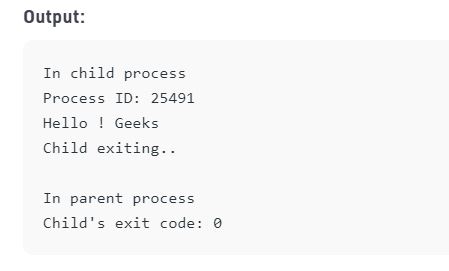 Output:
In child process
Process ID: 25491
Hello ! Geeks
Child exiting..
In parent process
Child's exit code: 0